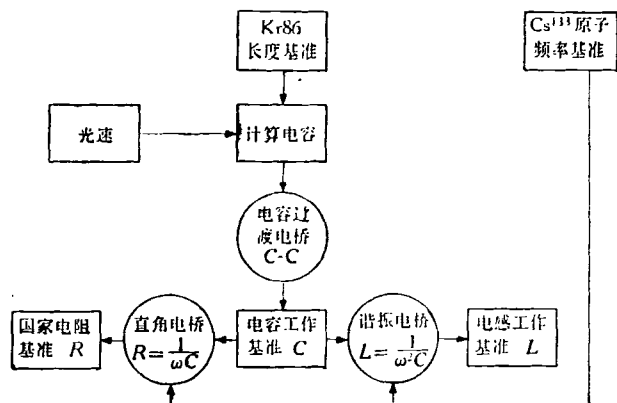 Kr86
长度基准
Cs¹³³原子
频率基准
光速
计算电容
电容过
渡电桥
C-C
国家电阻
基准 R
直角电桥
R=1/ωC
电容工作
基准 C
谐振电桥
L=1/ω²C
电感工作
基准 L